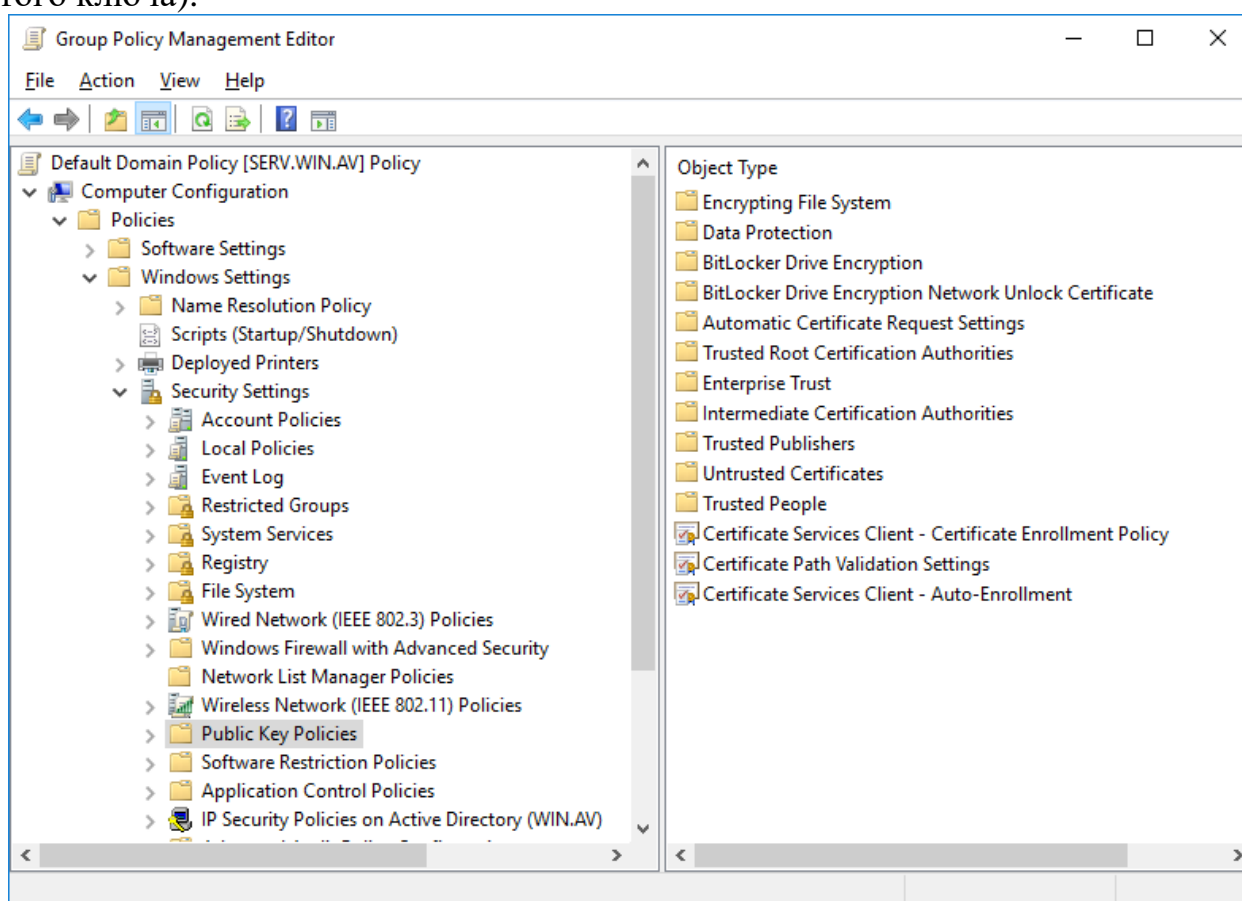 ключа).
Group Policy Management Editor
File Action View Help
Default Domain Policy [SERV.WIN.AV] Policy
Computer Configuration
Policies
Software Settings
Windows Settings
Name Resolution Policy
Scripts (Startup/Shutdown)
Deployed Printers
Security Settings
Account Policies
Local Policies
Event Log
Restricted Groups
System Services
Registry
File System
Wired Network (IEEE 802.3) Policies
Windows Firewall with Advanced Security
Network List Manager Policies
Wireless Network (IEEE 802.11) Policies
Public Key Policies
Software Restriction Policies
Application Control Policies
IP Security Policies on Active Directory (WIN.AV)
Object Type
Encrypting File System
Data Protection
BitLocker Drive Encryption
BitLocker Drive Encryption Network Unlock Certificate
Automatic Certificate Request Settings
Trusted Root Certification Authorities
Enterprise Trust
Intermediate Certification Authorities
Trusted Publishers
Untrusted Certificates
Trusted People
Certificate Services Client - Certificate Enrollment Policy
Certificate Path Validation Settings
Certificate Services Client - Auto-Enrollment